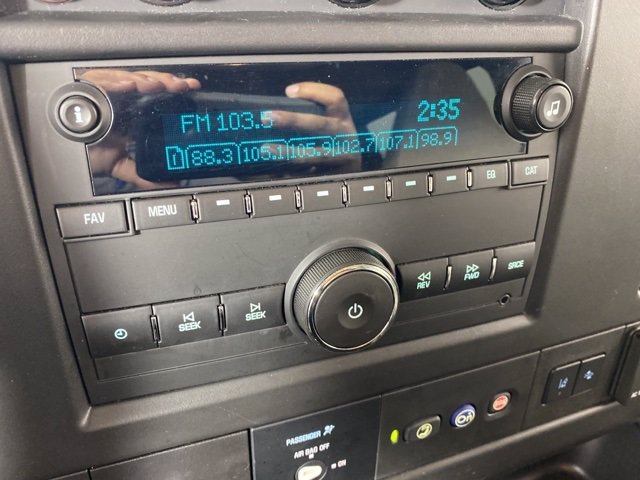 FM 103.5 2:35
88.3 105.1 105.9 102.7 107.1 98.9
i
FAV MENU EQ CAT
SEEK SEEK REV FWD SRCE
PASSENGER
AIR BAG OFF
ON